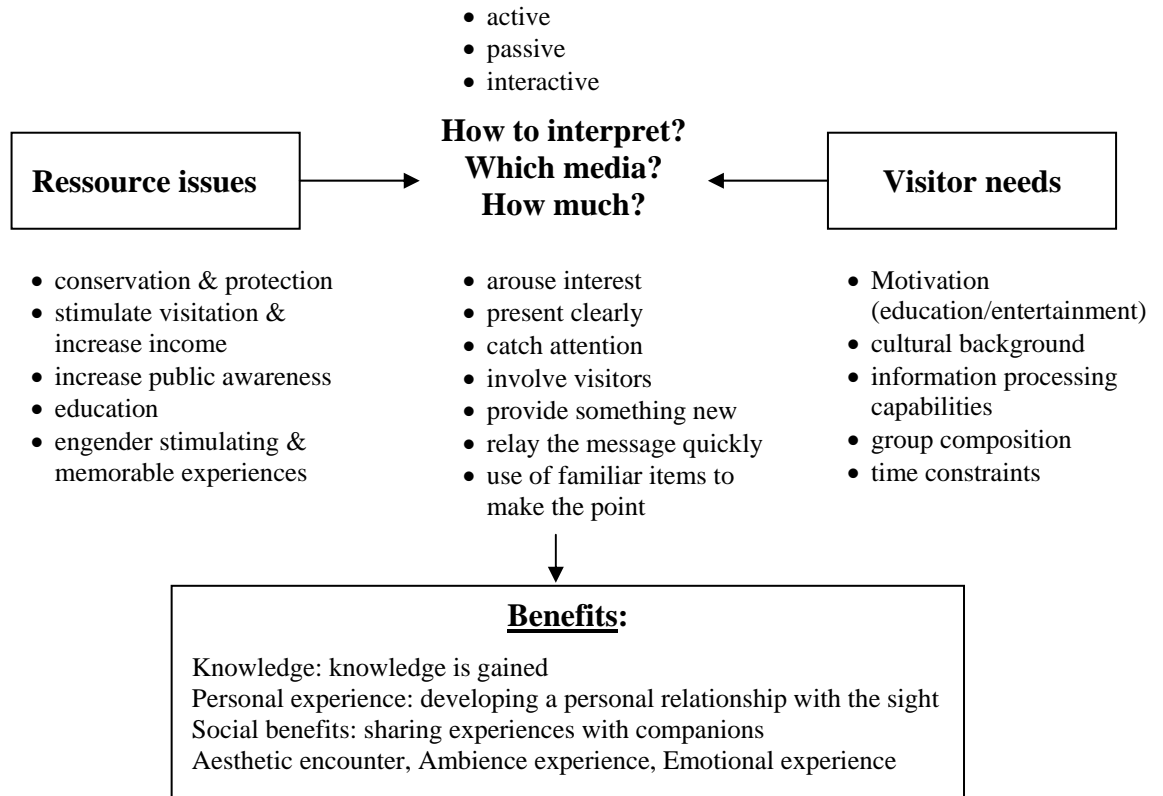 • active
• passive
• interactive
How to interpret?
Which media?
How much?
Ressource issues
Visitor needs
• conservation & protection
• stimulate visitation &
increase income
• increase public awareness
• education
• engender stimulating &
memorable experiences
• arouse interest
• present clearly
• catch attention
• involve visitors
• provide something new
• relay the message quickly
• use of familiar items to
make the point
• Motivation
(education/entertainment)
• cultural background
• information processing
capabilities
• group composition
• time constraints
Benefits:
Knowledge: knowledge is gained
Personal experience: developing a personal relationship with the sight
Social benefits: sharing experiences with companions
Aesthetic encounter, Ambience experience, Emotional experience